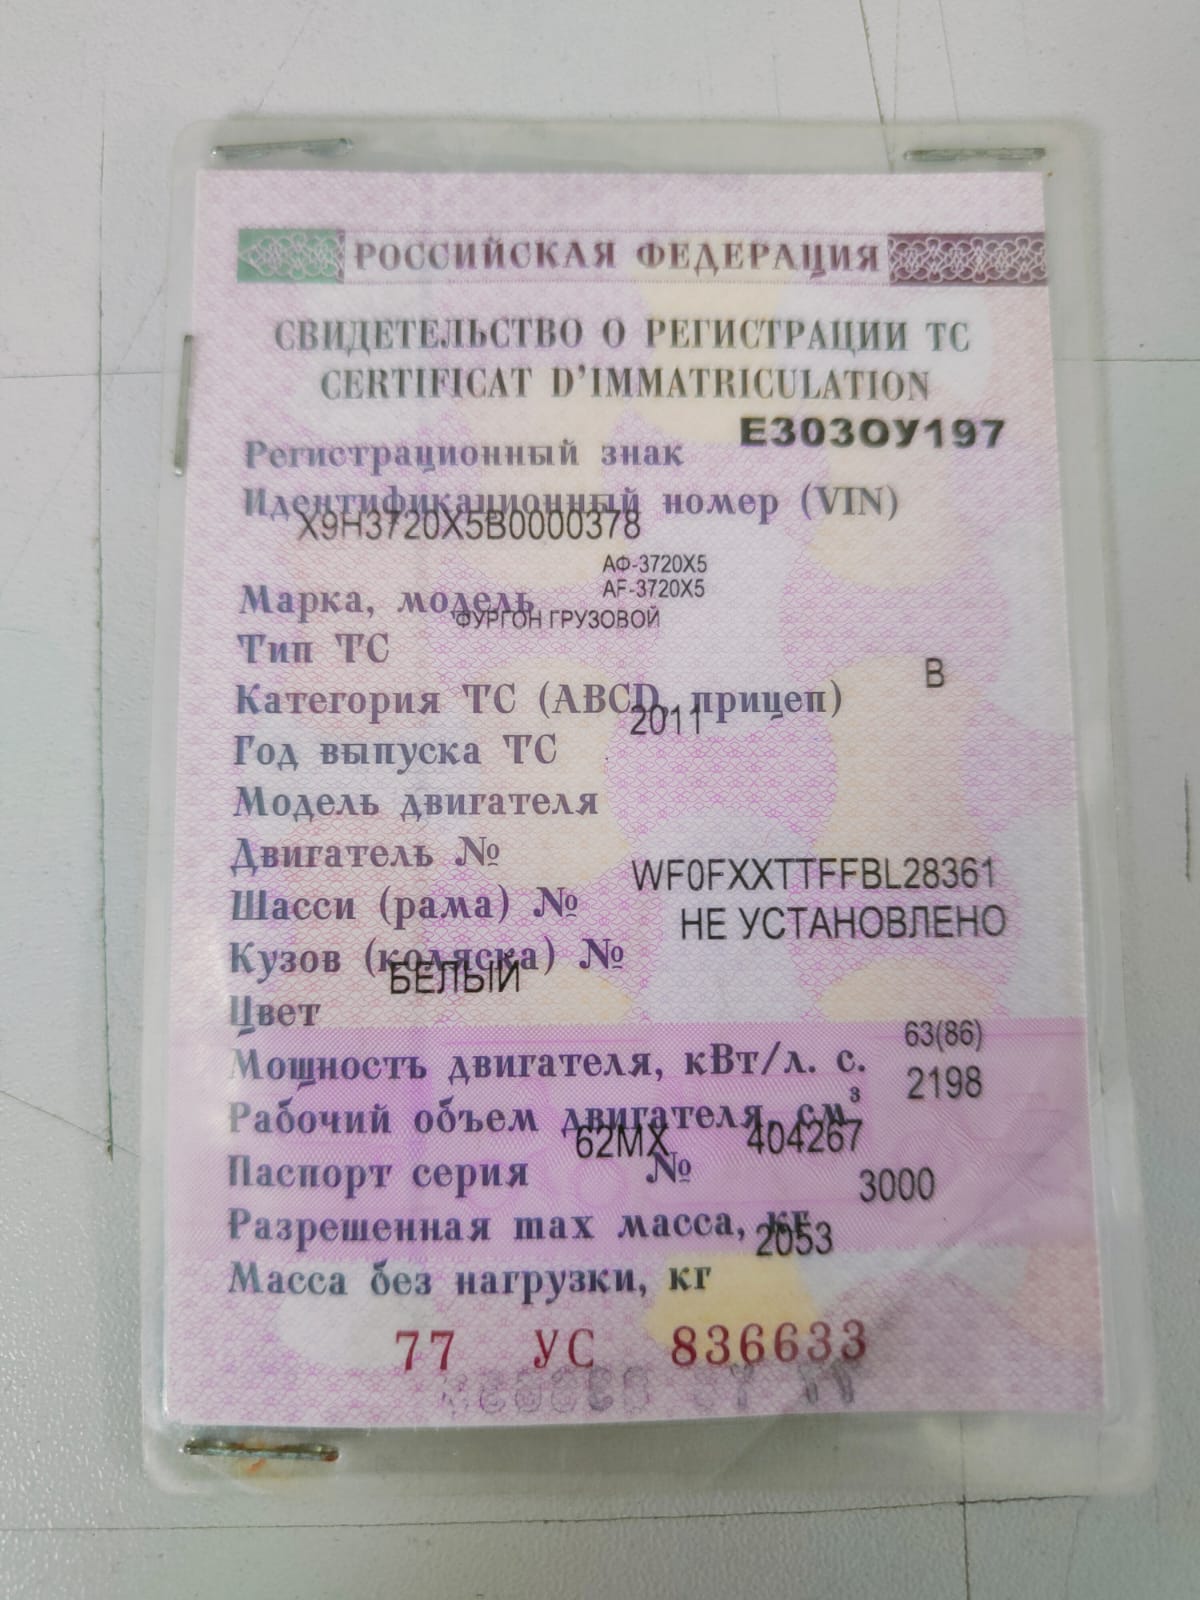 РОССИЙСКАЯ ФЕДЕРАЦИЯ
СВИДЕТЕЛЬСТВО О РЕГИСТРАЦИИ ТС
CERTIFICAT D'IMMATRICULATION
Регистрационный знак Е303ОУ197
Идентификационный номер (VIN)
X9H3720X5B0000378
АФ-3720Х5
AF-3720X5
Марка, модель
ФУРГОН ГРУЗОВОЙ
Тип ТС
B
Категория ТС (ABCD, прицеп)
2011
Год выпуска ТС
Модель двигателя
Двигатель №
WF0FXXTTFFBL28361
Шасси (рама) №
НЕ УСТАНОВЛЕНО
Кузов (коляска) №
БЕЛЫЙ
Цвет
63(86)
Мощность двигателя, кВт/л. с.
2198
Рабочий объем двигателя, см³
62МХ 404267
Паспорт серия №
3000
Разрешенная max масса, кг
2053
Масса без нагрузки, кг
77 УС 836633